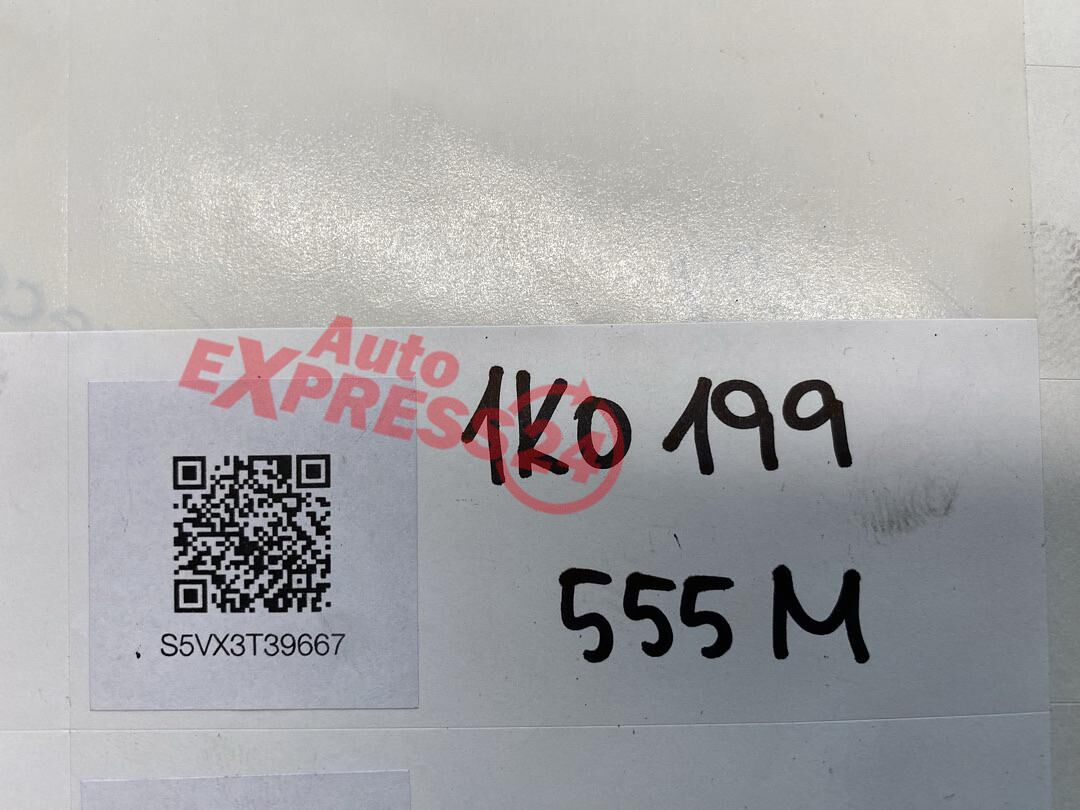 Auto
EXPRESS24
1K0 199
555 M
S5VX3T39667